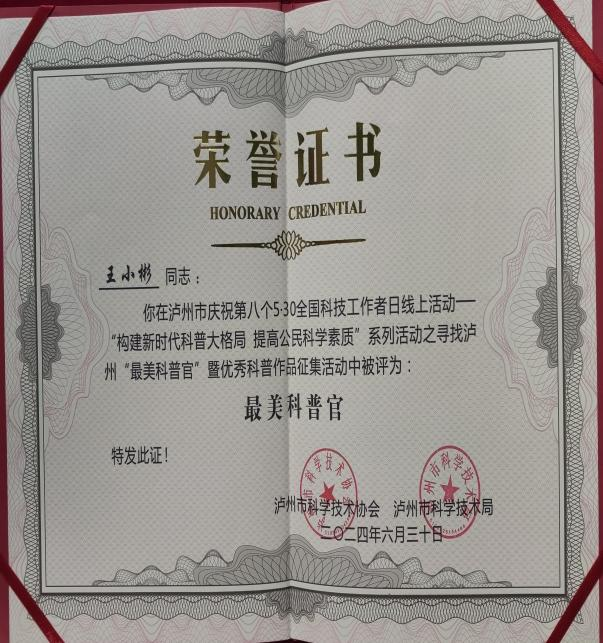 荣誉证书
HONORARY CREDENTIAL
王小彬 同志：
你在泸州市庆祝第八个5·30全国科技工作者日线上活动——
“构建新时代科普大格局 提高公民科学素质”系列活动之寻找泸
州“最美科普官”暨优秀科普作品征集活动中被评为：
最美科普官
特发此证！
泸州市科学技术协会 泸州市科学技术局
二〇二四年六月三十日